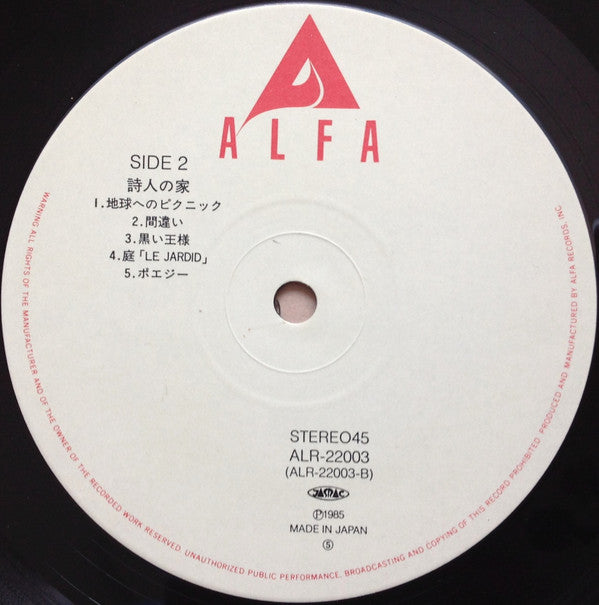 ALFA
SIDE 2
詩人の家
1.地球へのピクニック
2.間違い
3.黒い王様
4.庭「LE JARDID」
5.ポエジー
STEREO45
ALR-22003
(ALR-22003-B)
JASRAC
Ⓟ1985
MADE IN JAPAN
⑤
WARNING ALL RIGHTS OF THE MANUFACTURER AND OF THE OWNER OF THE RECORDED WORK RESERVED. UNAUTHORIZED PUBLIC PERFORMANCE, BROADCASTING AND COPYING OF THIS RECORD PROHIBITED. PRODUCED AND MANUFACTURED BY ALFA RECORDS, INC